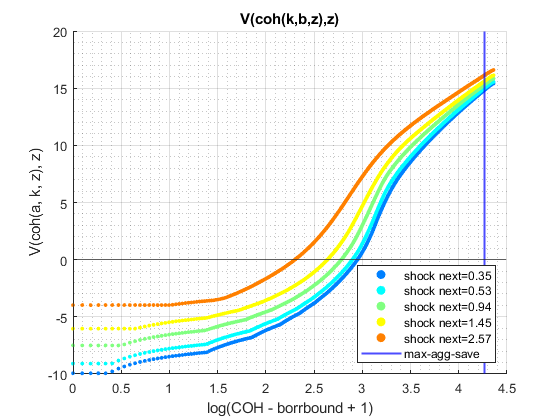 V(coh(k,b,z),z)
V(coh(a, k, z), z)
20
15
10
5
0
-5
-10
0
0.5
1
1.5
2
2.5
3
3.5
4
4.5
log(COH - borrbound + 1)
shock next=0.35
shock next=0.53
shock next=0.94
shock next=1.45
shock next=2.57
max-agg-save